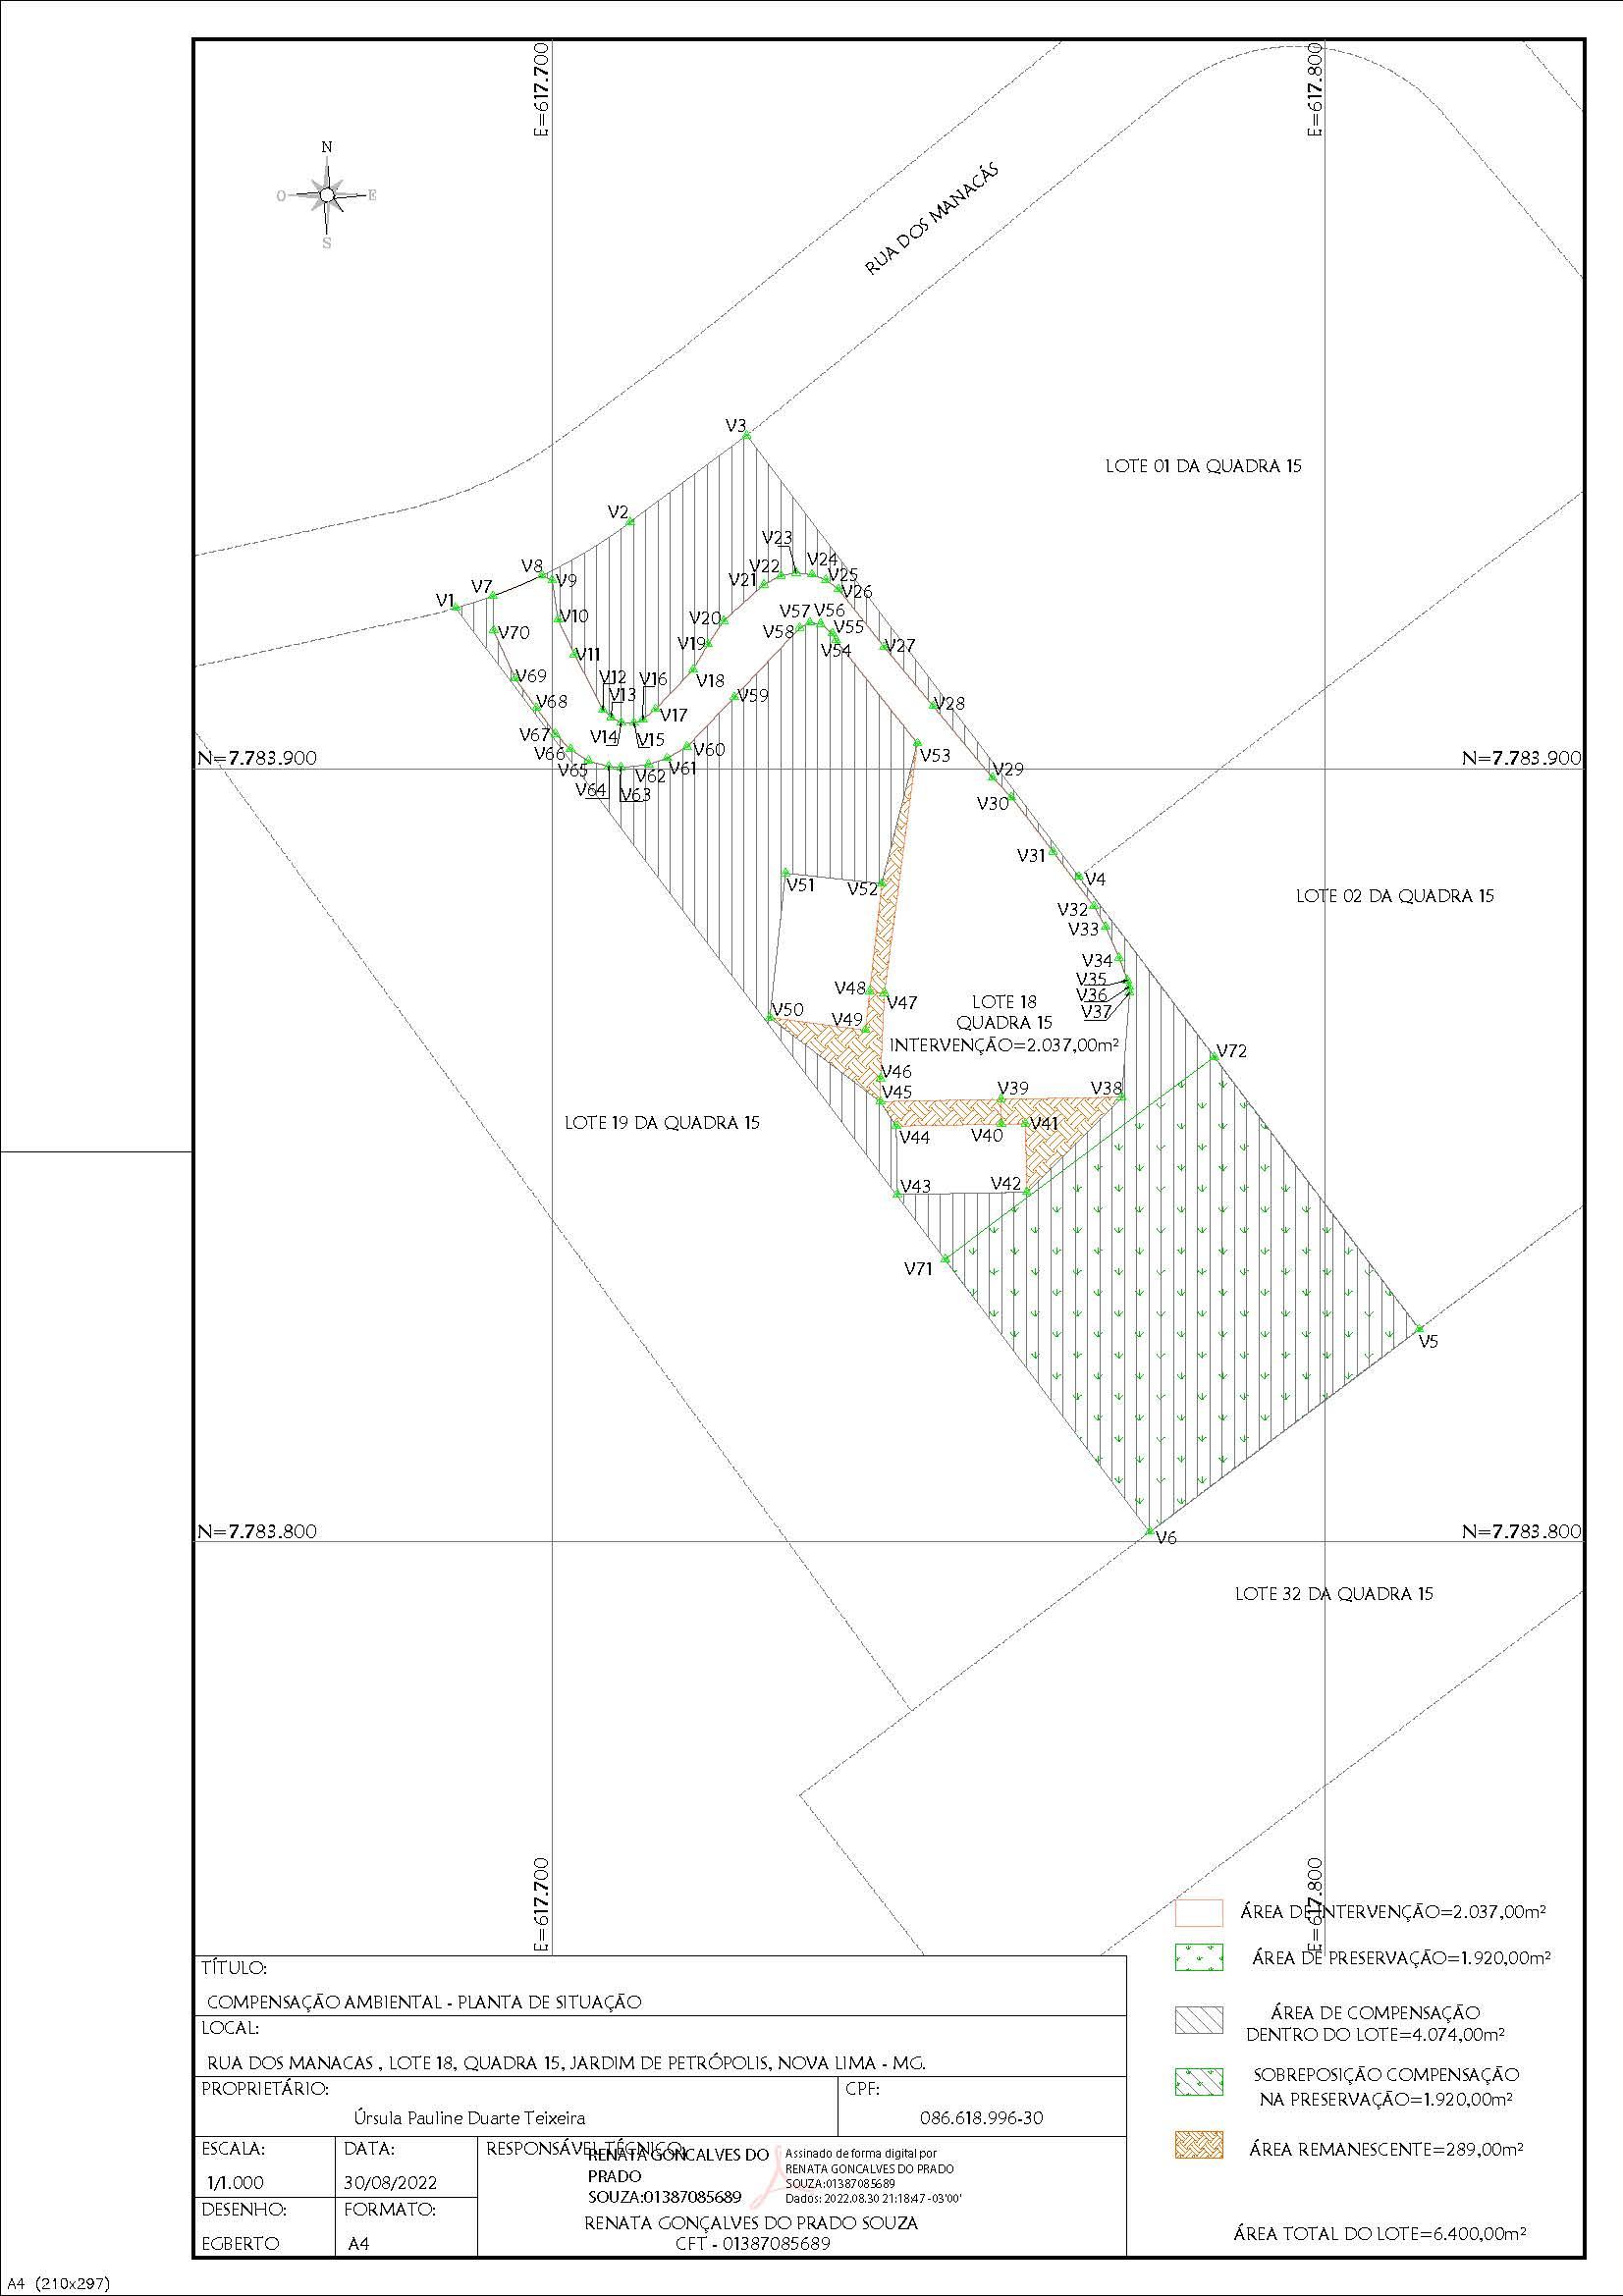 E=617.700
E=617.800
N
O
E
S
RUA DOS MANACÁS
V3
LOTE 01 DA QUADRA 15
V2
V23
V8
V9
V22
V24
V21
V25
V26
V7
V1
V10
V20
V57
V56
V58
V55
V70
V19
V54
V27
V11
V69
V12
V16
V18
V13
V59
V68
V17
V28
V67
V14
V15
V66
V60
V53
N=7.783.900
N=7.783.900
V65
V62
V61
V29
V64
V63
V30
V31
V51
V52
V4
LOTE 02 DA QUADRA 15
V32
V33
V34
V35
V48
V36
V47
LOTE 18
V37
V50
V49
QUADRA 15
INTERVENÇÃO=2.037,00m²
V72
V46
V45
V39
V38
LOTE 19 DA QUADRA 15
V44
V40
V41
V43
V42
V71
V5
N=7.783.800
N=7.783.800
V6
LOTE 32 DA QUADRA 15
E=617.700
E=617.800
ÁREA DE INTERVENÇÃO=2.037,00m²
ÁREA DE PRESERVAÇÃO=1.920,00m²
ÁREA DE COMPENSAÇÃO
DENTRO DO LOTE=4.074,00m²
SOBREPOSIÇÃO COMPENSAÇÃO
NA PRESERVAÇÃO=1.920,00m²
ÁREA REMANESCENTE=289,00m²
ÁREA TOTAL DO LOTE=6.400,00m²
TÍTULO:
COMPENSAÇÃO AMBIENTAL - PLANTA DE SITUAÇÃO
LOCAL:
RUA DOS MANACAS , LOTE 18, QUADRA 15, JARDIM DE PETRÓPOLIS, NOVA LIMA - MG.
PROPRIETÁRIO:
Úrsula Pauline Duarte Teixeira
CPF:
086.618.996-30
ESCALA:
1/1.000
DATA:
30/08/2022
RESPONSÁVEL TÉCNICO:
RENATA GONCALVES DO
PRADO
SOUZA:01387085689
Assinado de forma digital por
RENATA GONCALVES DO PRADO
SOUZA:01387085689
Dados: 2022.08.30 21:18:47 -03'00'
DESENHO:
EGBERTO
FORMATO:
A4
RENATA GONÇALVES DO PRADO SOUZA
CFT - 01387085689
A4 (210x297)